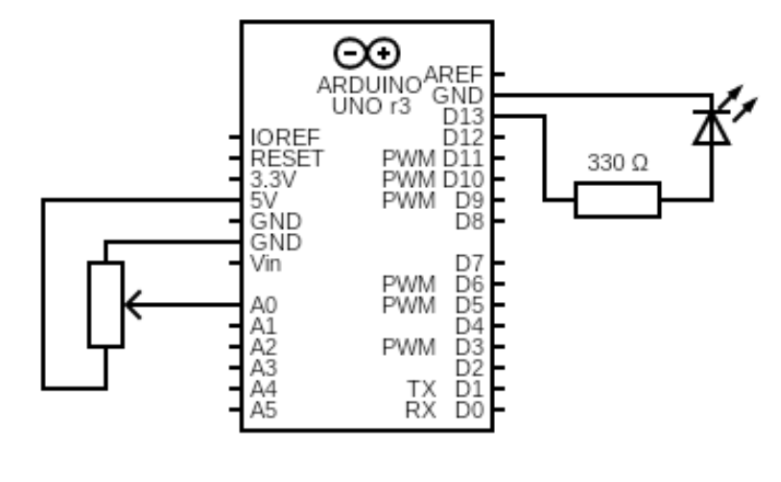 ARDUINO
UNO r3
IOREF
RESET
3.3V
5V
GND
GND
Vin
A0
A1
A2
A3
A4
A5
AREF
GND
D13
D12
PWM D11
PWM D10
PWM D9
D8
D7
PWM D6
PWM D5
D4
PWM D3
D2
TX D1
RX D0
330 Ω